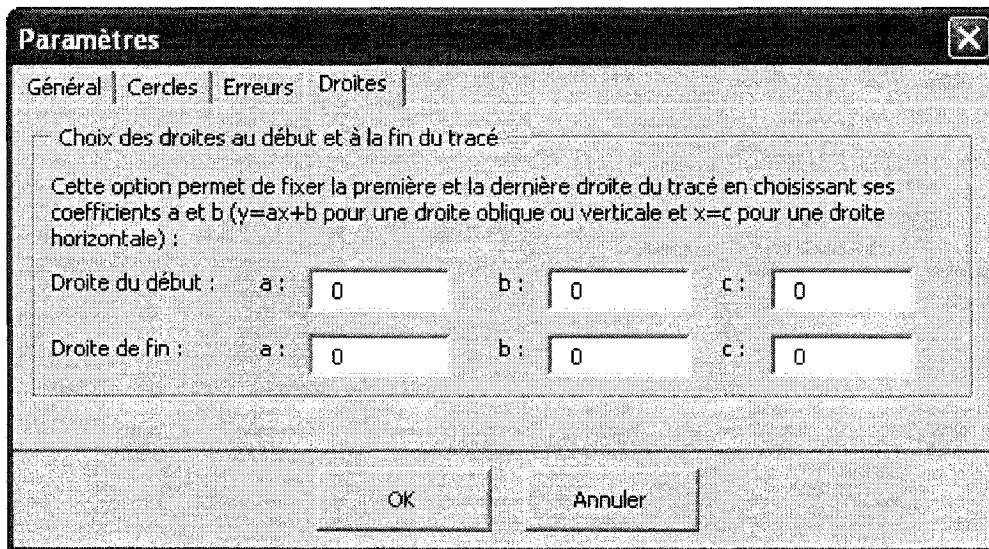 Paramètres
Général Cercles Erreurs Droites
Choix des droites au début et à la fin du tracé
Cette option permet de fixer la première et la dernière droite du tracé en choisissant ses
coefficients a et b (y=ax+b pour une droite oblique ou verticale et x=c pour une droite
horizontale) :
Droite du début : a : 0 b : 0 c : 0
Droite de fin : a : 0 b : 0 c : 0
OK Annuler